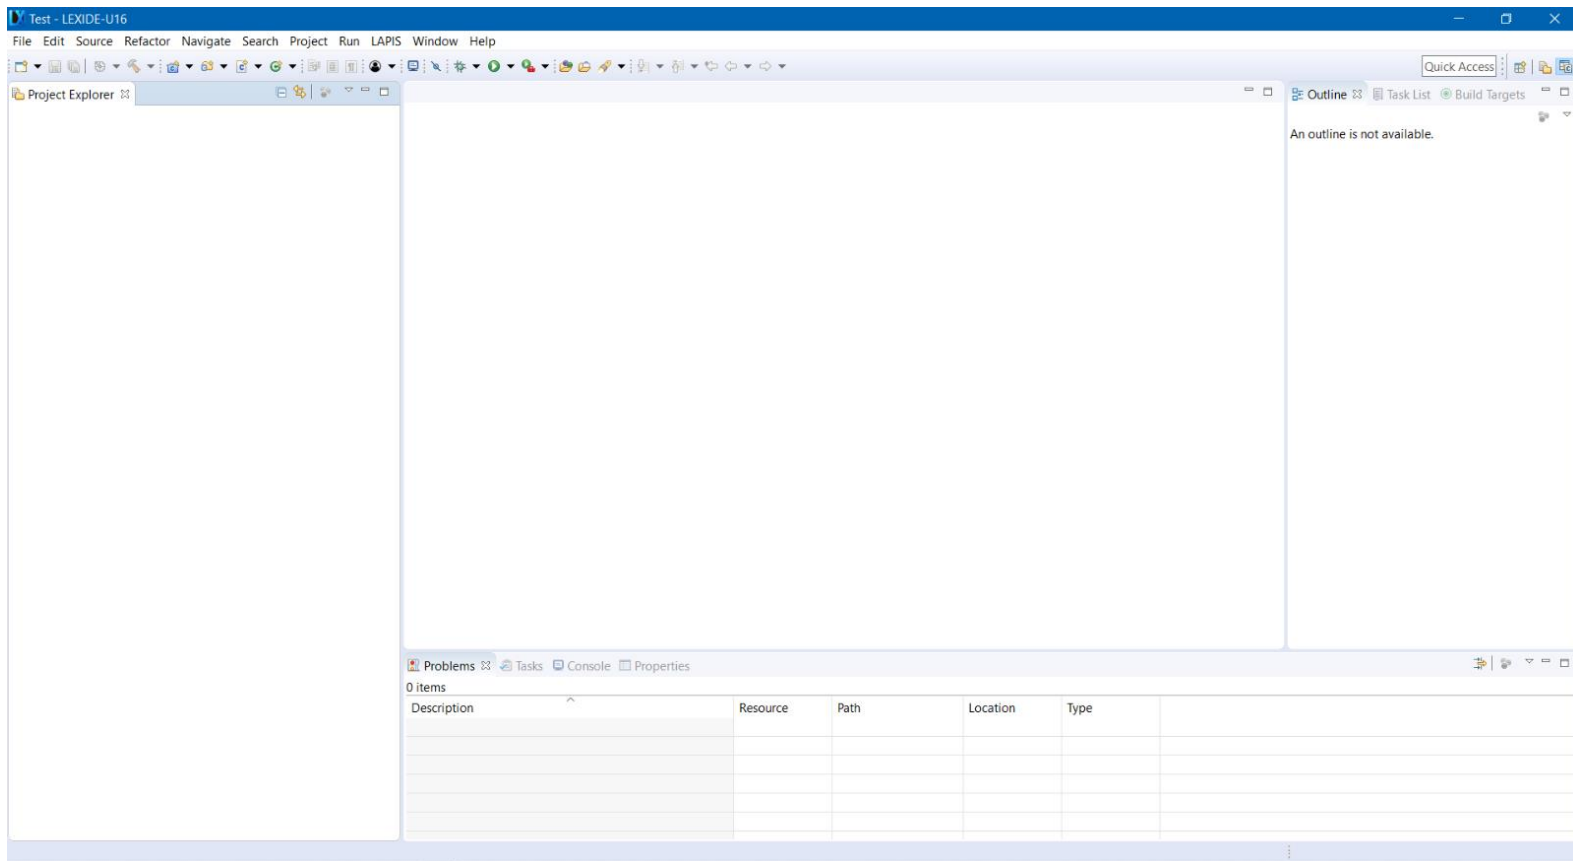 Test - LEXIDE-U16
File Edit Source Refactor Navigate Search Project Run LAPIS Window Help
Quick Access
Project Explorer
Outline Task List Build Targets
An outline is not available.
Problems Tasks Console Properties
0 items
Description Resource Path Location Type